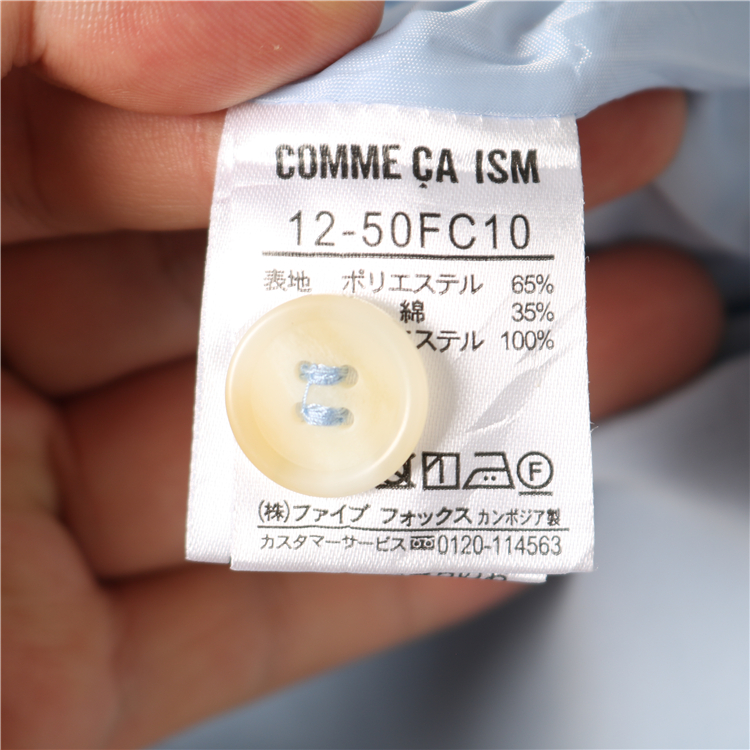 COMME ÇA ISM
12-50FC10
表地 ポリエステル 65%
綿 35%
ステル 100%
F
(株)ファイブ フォックス カンボジア製
カスタマーサービス 0120-114563